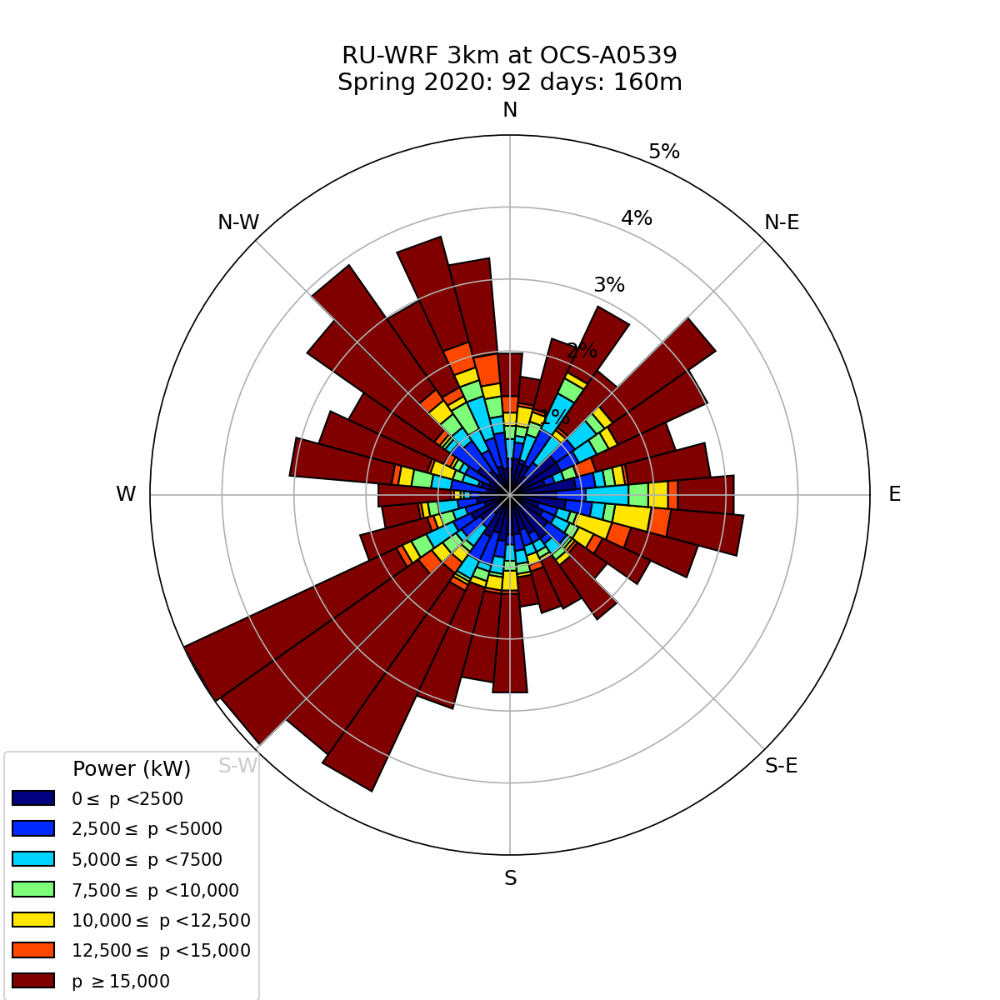 RU-WRF 3km at OCS-A0539
Spring 2020: 92 days: 160m
N
5%
N-W
4%
N-E
3%
2%
1%
W
E
S-W
S-E
S
Power (kW)
0≤ p <2500
2,500≤ p <5000
5,000≤ p <7500
7,500≤ p <10,000
10,000≤ p <12,500
12,500≤ p <15,000
p ≥15,000